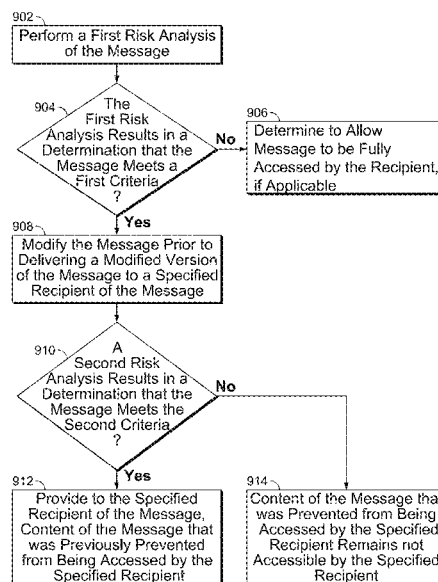 902
Perform a First Risk Analysis
of the Message
904
The
First Risk
Analysis Results in a
Determination that the
Message Meets a
First Criteria
?
No
906
Determine to Allow
Message to be Fully
Accessed by the Recipient,
if Applicable
Yes
908
Modify the Message Prior to
Delivering a Modified Version
of the Message to a Specified
Recipient of the Message
910
A
Second Risk
Analysis Results in a
Determination that the
Message Meets the
Second Criteria
?
No
Yes
912
Provide to the Specified
Recipient of the Message,
Content of the Message that
was Previously Prevented
from Being Accessed by the
Specified Recipient
914
Content of the Message that
was Prevented from Being
Accessed by the Specified
Recipient Remains not
Accessible by the Specified
Recipient